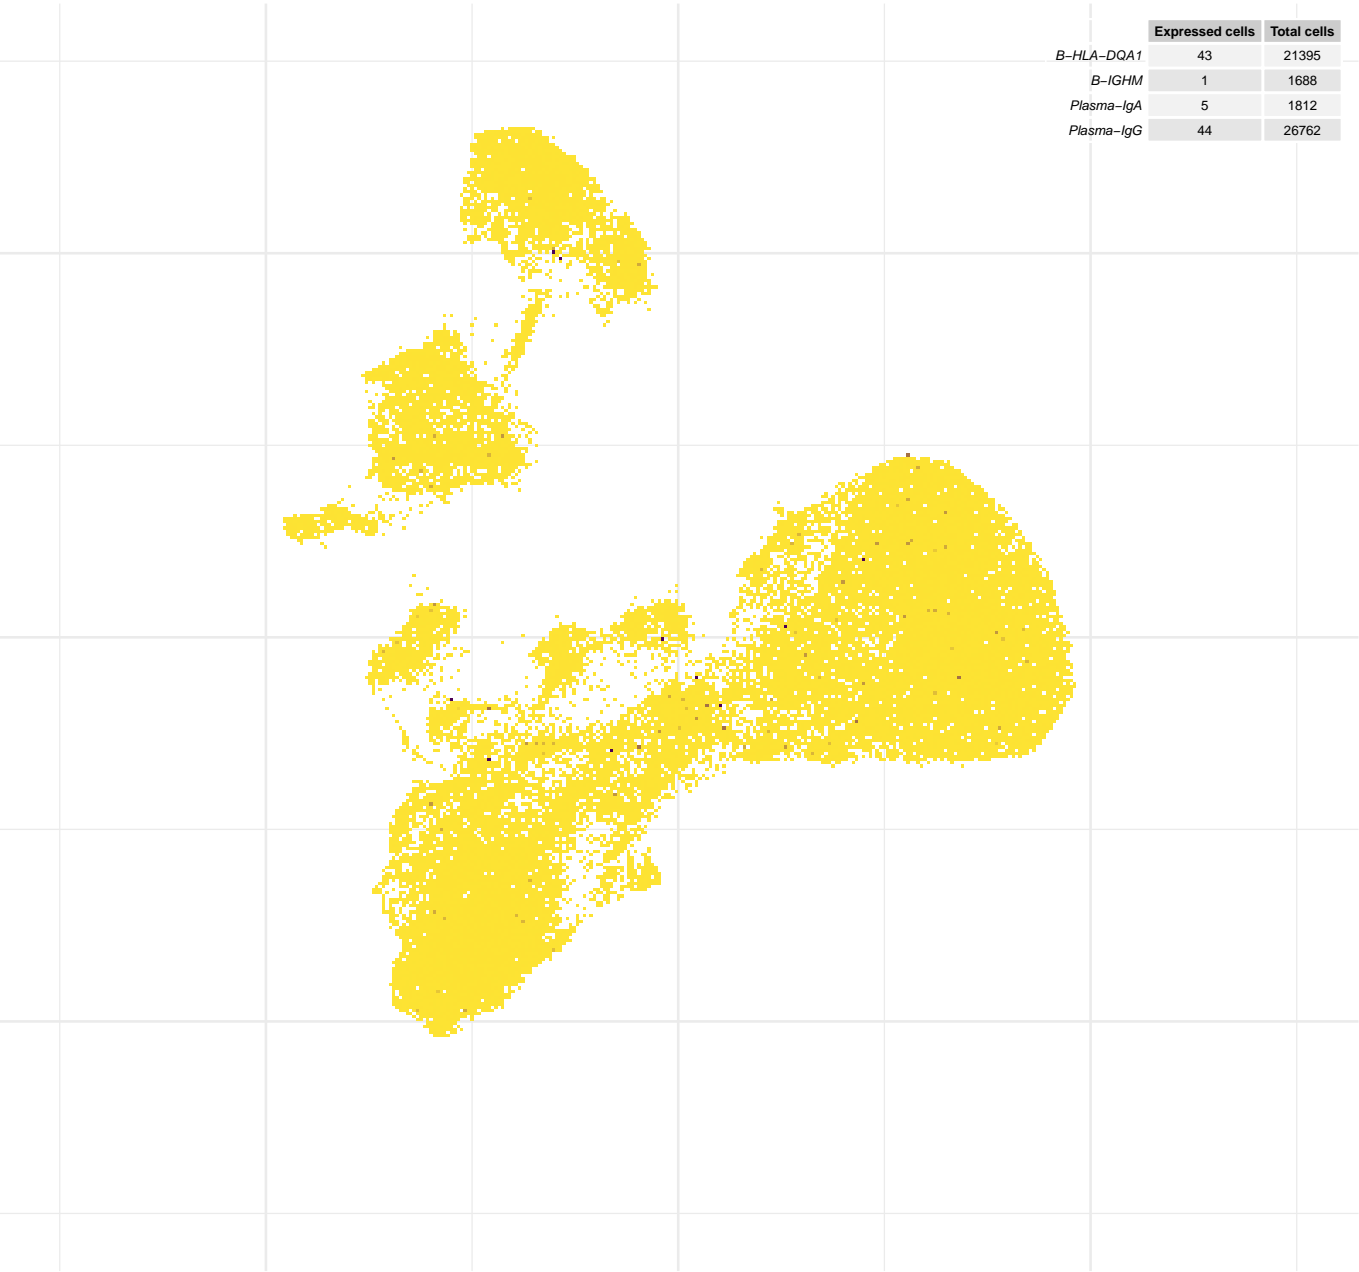 Expressed cells Total cells
B−HLA−DQA1 43 21395
B−IGHM 1 1688
Plasma−IgA 5 1812
Plasma−IgG 44 26762